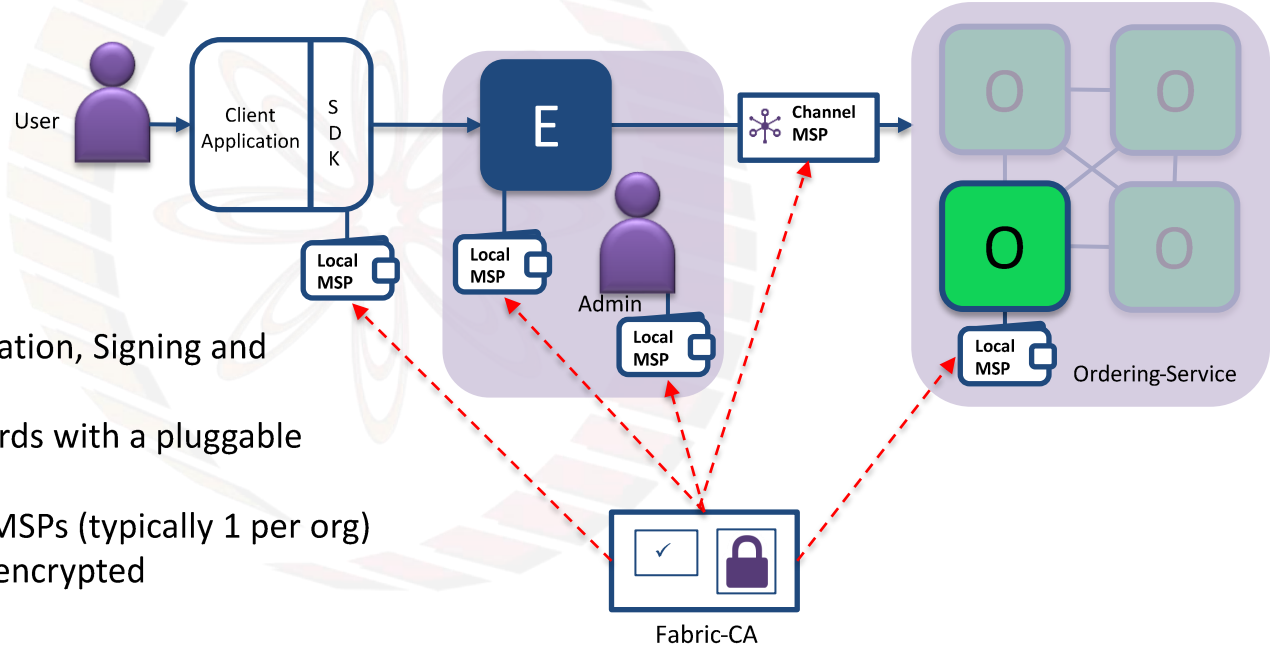 User
Client
Application
S
D
K
E
Channel
MSP
O
O
O
O
Local
MSP
Local
MSP
Admin
Local
MSP
Local
MSP
Ordering-Service
ation, Signing and
rds with a pluggable
MSPs (typically 1 per org)
encrypted
Fabric-CA